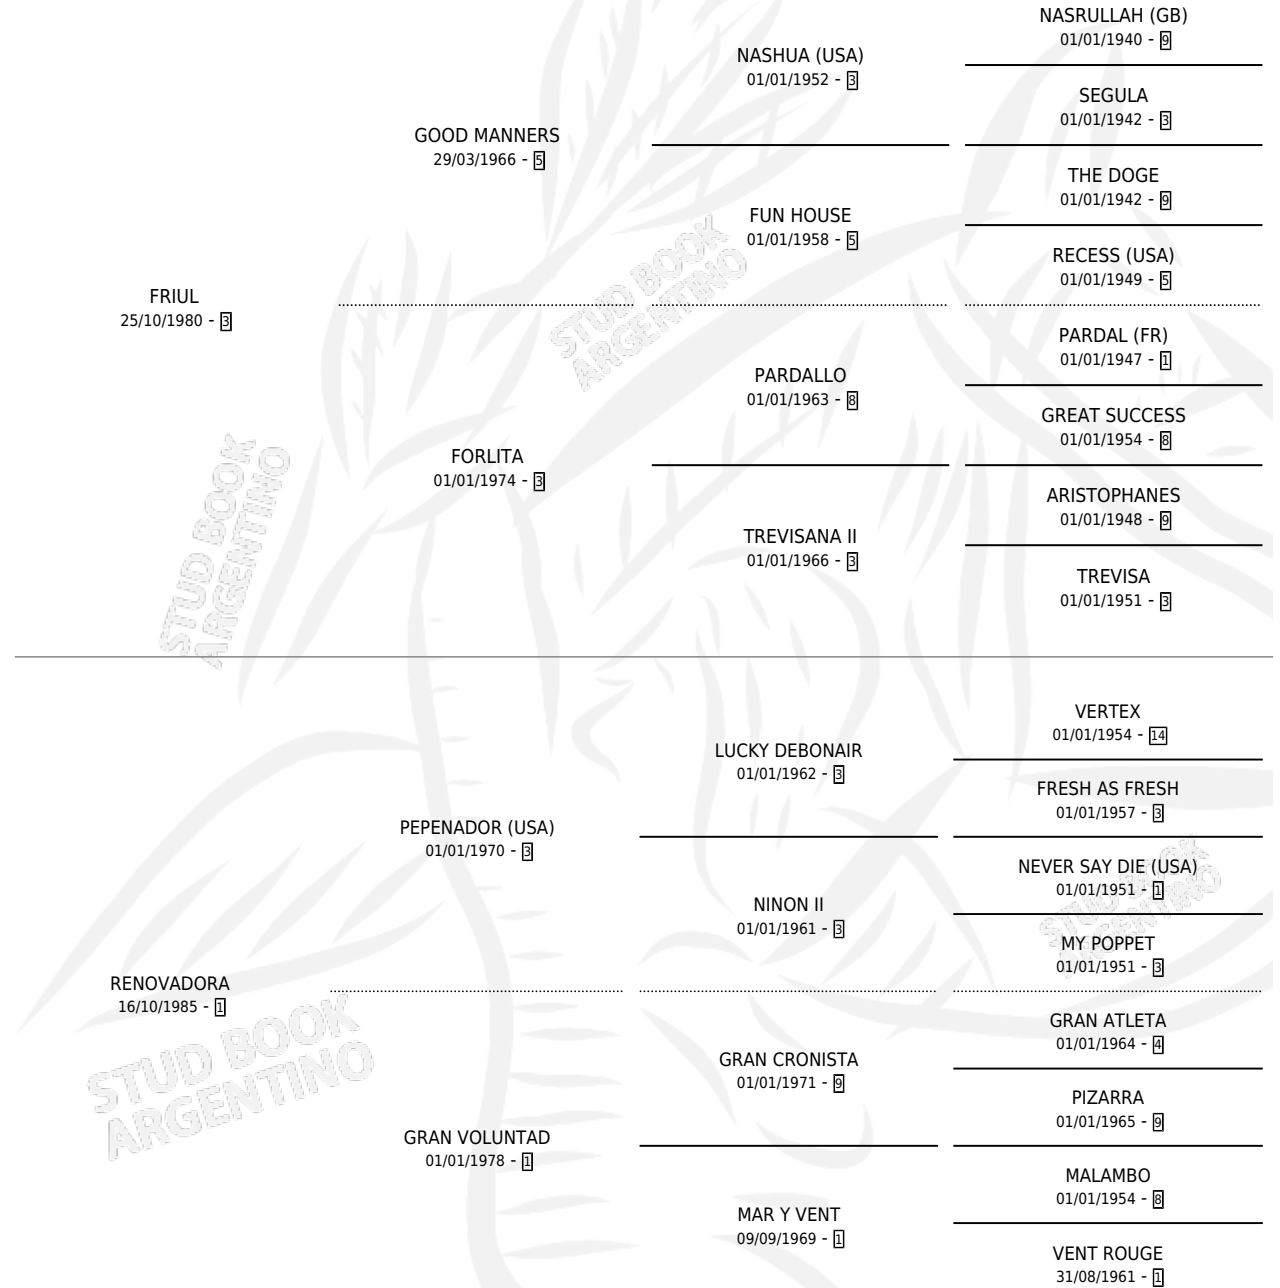 NASRULLAH (GB)
01/01/1940 - 9
NASHUA (USA)
01/01/1952 - 3
SEGULA
01/01/1942 - 3
GOOD MANNERS
29/03/1966 - 5
THE DOGE
01/01/1942 - 9
FUN HOUSE
01/01/1958 - 5
RECESS (USA)
01/01/1949 - 5
FRIUL
25/10/1980 - 3
STUD BOOK
ARGENTINO
PARDAL (FR)
01/01/1947 - 1
PARDALLO
01/01/1963 - 8
GREAT SUCCESS
01/01/1954 - 8
FORLITA
01/01/1974 - 3
ARISTOPHANES
01/01/1948 - 9
TREVISANA II
01/01/1966 - 3
TREVISA
01/01/1951 - 3
STUD BOOK
ARGENTINO
VERTEX
01/01/1954 - 14
LUCKY DEBONAIR
01/01/1962 - 3
FRESH AS FRESH
01/01/1957 - 3
PEPENADOR (USA)
01/01/1970 - 3
NEVER SAY DIE (USA)
01/01/1951 - 1
NINON II
01/01/1961 - 3
MY POPPET
01/01/1951 - 3
STUD BOOK
ARGENTINO
RENOVADORA
16/10/1985 - 1
GRAN ATLETA
01/01/1964 - 4
GRAN CRONISTA
01/01/1971 - 9
PIZARRA
01/01/1965 - 9
STUD BOOK
ARGENTINO
GRAN VOLUNTAD
01/01/1978 - 1
MALAMBO
01/01/1954 - 8
MAR Y VENT
09/09/1969 - 1
VENT ROUGE
31/08/1961 - 1